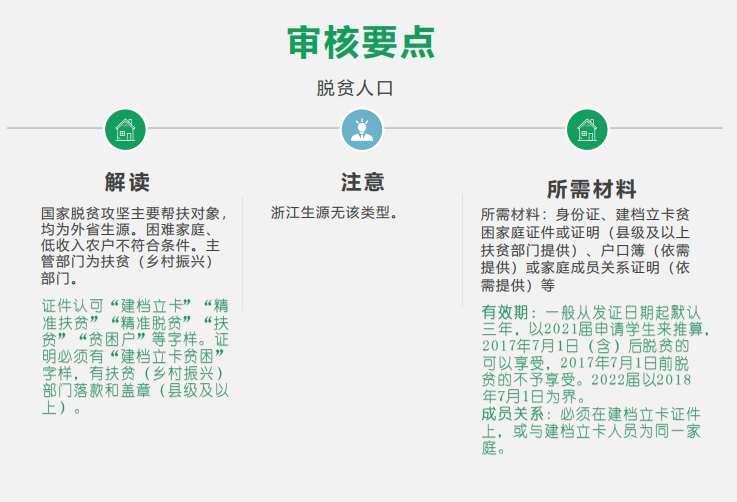 审核要点
脱贫人口
解读
国家脱贫攻坚主要帮扶对象，
均为外省生源。困难家庭、
低收入农户不符合条件。主
管部门为扶贫（乡村振兴）
部门。
证件认可“建档立卡”“精
准扶贫”“精准脱贫”“扶
贫”“贫困户”等字样。证
明必须有“建档立卡贫困”
字样，有扶贫（乡村振兴）
部门落款和盖章（县级及以
上）。
注意
浙江生源无该类型。
所需材料
所需材料：身份证、建档立卡贫
困家庭证件或证明（县级及以上
扶贫部门提供）、户口簿（依需
提供）或家庭成员关系证明（依
需提供）等
有效期：一般从发证日期起默认
三年，以2021届申请学生来推算，
2017年7月1日（含）后脱贫的
可以享受，2017年7月1日前脱
贫的不予享受。2022届以2018
年7月1日为界。
成员关系：必须在建档立卡证件
上，或与建档立卡人员为同一家
庭。